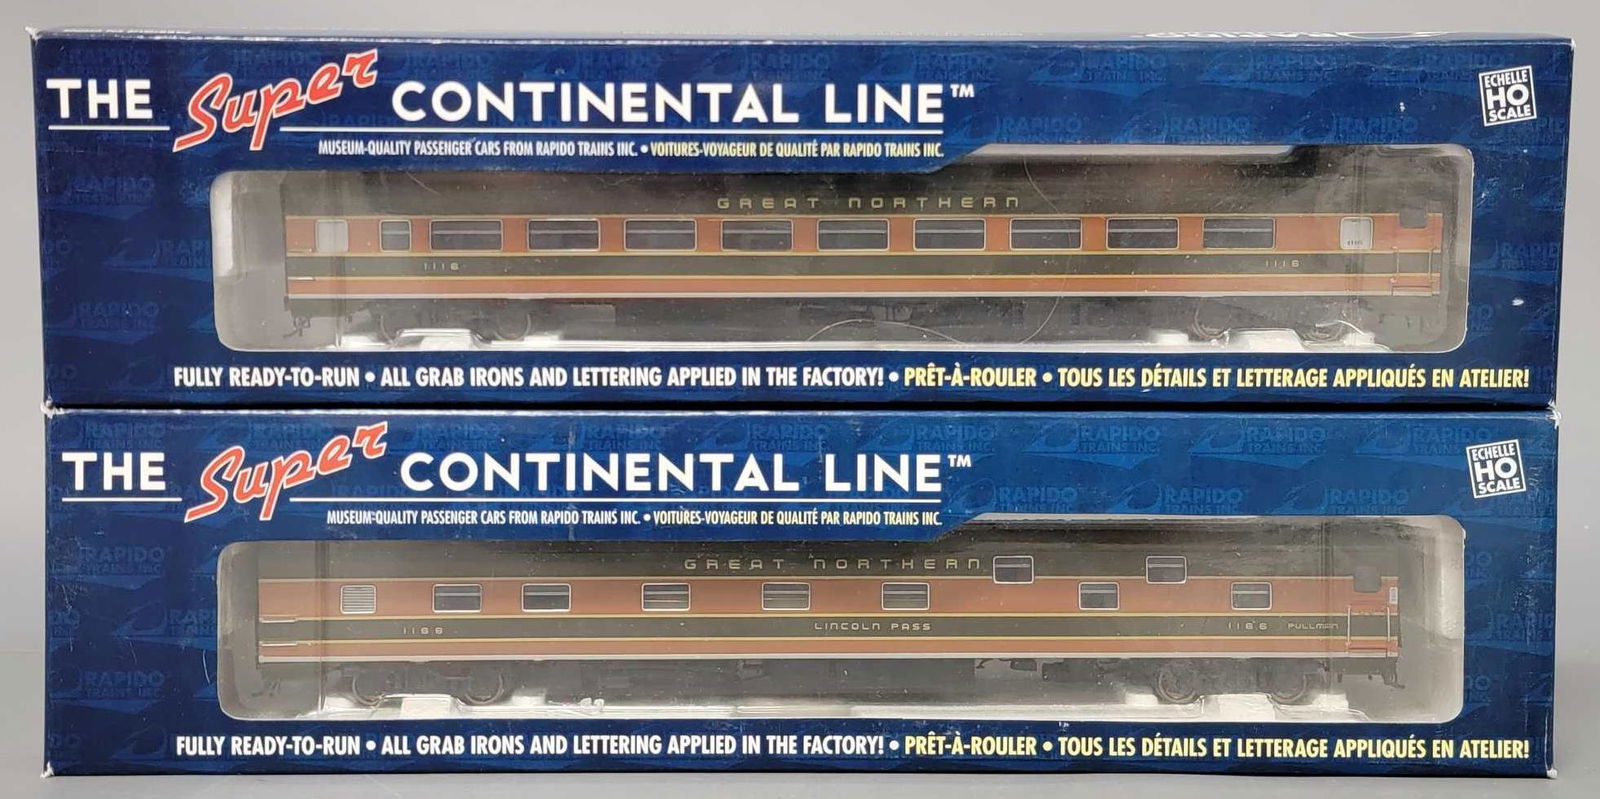 THE Super CONTINENTAL LINE™
ECHELLE
HO
SCALE
MUSEUM-QUALITY PASSENGER CARS FROM RAPIDO TRAINS INC. • VOITURES-VOYAGEUR DE QUALITÉ PAR RAPIDO TRAINS INC.
GREAT NORTHERN
1116 1116
FULLY READY-TO-RUN • ALL GRAB IRONS AND LETTERING APPLIED IN THE FACTORY! • PRÊT-À-ROULER • TOUS LES DÉTAILS ET LETTERAGE APPLIQUÉS EN ATELIER!
THE Super CONTINENTAL LINE™
ECHELLE
HO
SCALE
MUSEUM-QUALITY PASSENGER CARS FROM RAPIDO TRAINS INC. • VOITURES-VOYAGEUR DE QUALITÉ PAR RAPIDO TRAINS INC.
GREAT NORTHERN
1166 LINCOLN PASS 1166 PULLMAN
FULLY READY-TO-RUN • ALL GRAB IRONS AND LETTERING APPLIED IN THE FACTORY! • PRÊT-À-ROULER • TOUS LES DÉTAILS ET LETTERAGE APPLIQUÉS EN ATELIER!